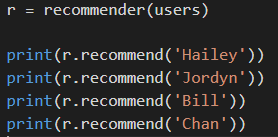 r = recommender(users)
print(r.recommend('Hailey'))
print(r.recommend('Jordyn'))
print(r.recommend('Bill'))
print(r.recommend('Chan'))